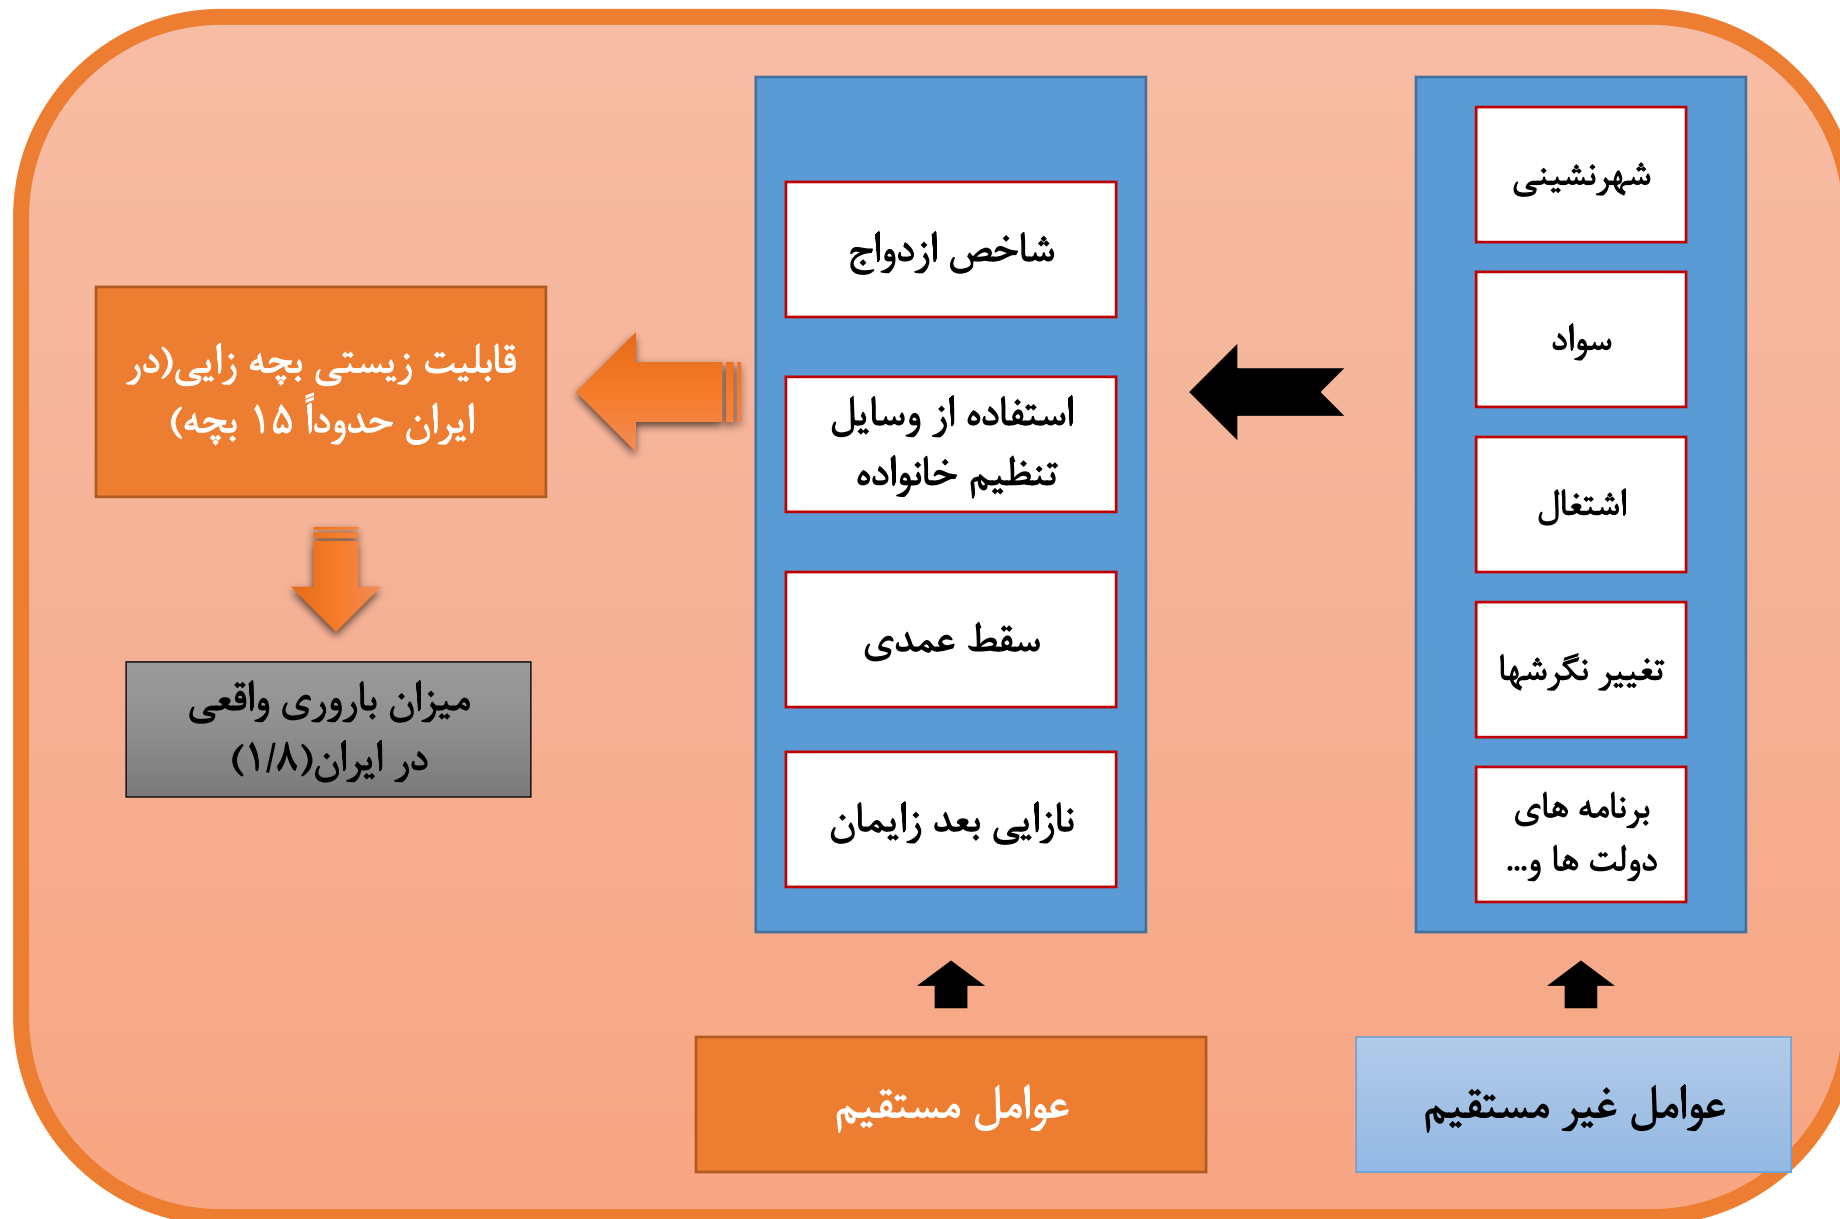 شهرنشینی
سواد
اشتغال
تغییر نگرشها
برنامه های
دولت ها و...
عوامل غیر مستقیم
شاخص ازدواج
استفاده از وسایل
تنظیم خانواده
سقط عمدی
نازایی بعد زایمان
عوامل مستقیم
قابلیت زیستی بچه زایی(در
ایران حدوداً ۱۵ بچه)
میزان باروری واقعی
در ایران(۱/۸)